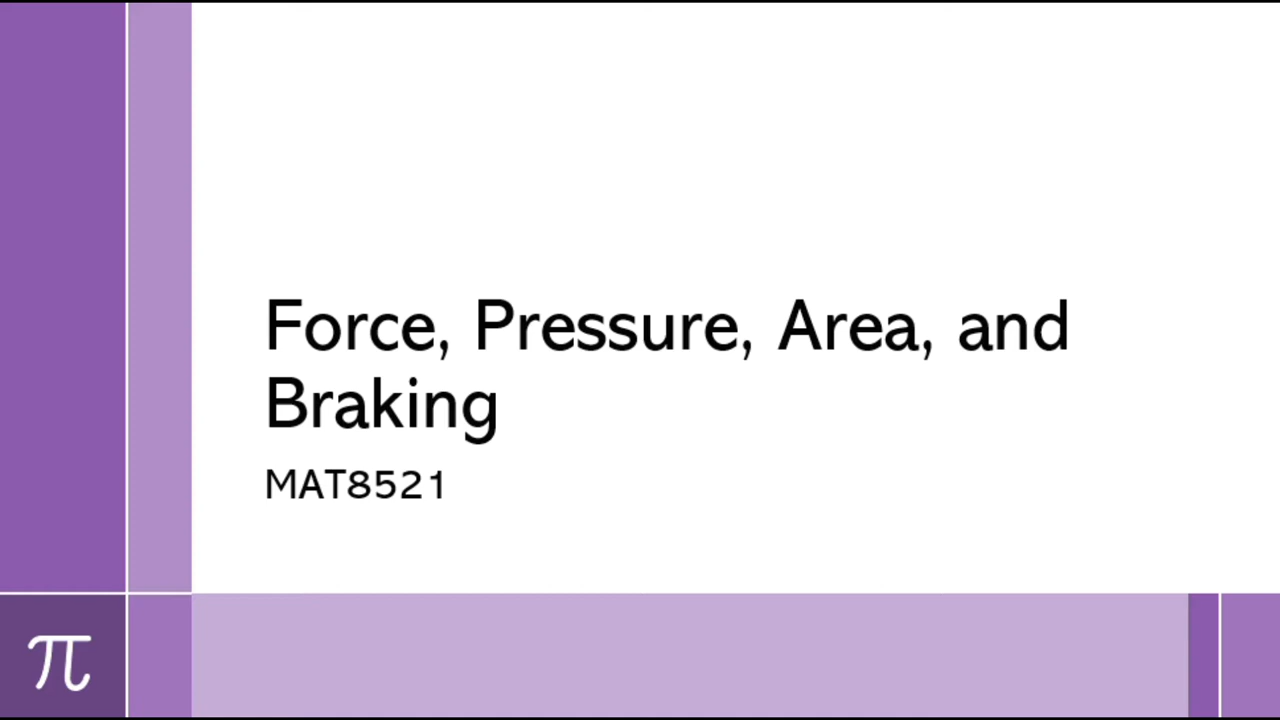 Force, Pressure, Area, and
Braking
MAT8521
π